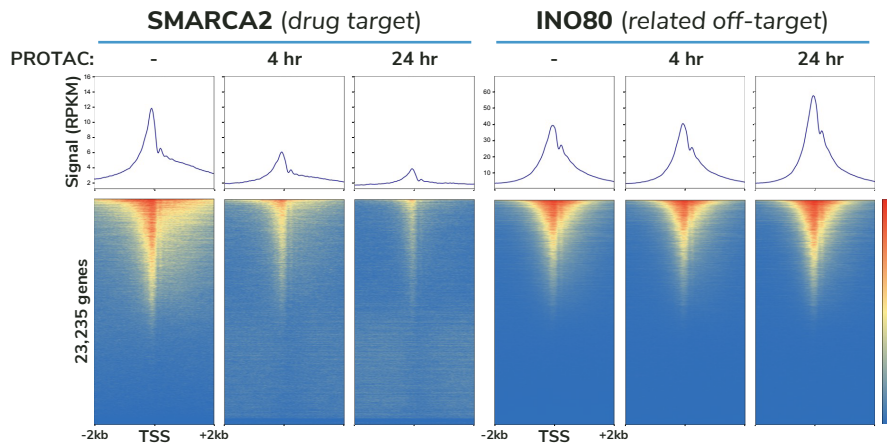 SMARCA2 (drug target) INO80 (related off-target)
PROTAC: - 4 hr 24 hr - 4 hr 24 hr
Signal (RPKM)
16
14
12
10
8
6
4
2
60
50
40
30
20
10
23,235 genes
-2kb TSS +2kb -2kb TSS +2kb